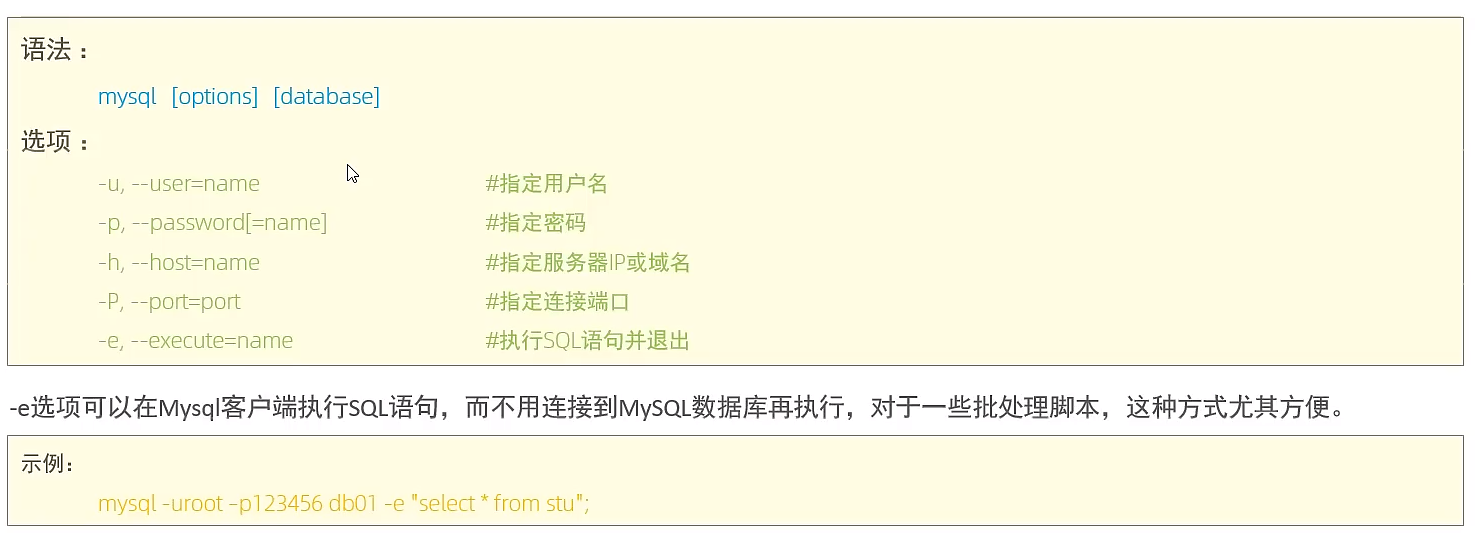 语法：
mysql [options] [database]
选项：
-u, --user=name #指定用户名
-p, --password[=name] #指定密码
-h, --host=name #指定服务器IP或域名
-P, --port=port #指定连接端口
-e, --execute=name #执行SQL语句并退出
-e选项可以在Mysql客户端执行SQL语句，而不用连接到MySQL数据库再执行，对于一些批处理脚本，这种方式尤其方便。
示例：
mysql -uroot –p123456 db01 -e "select * from stu";